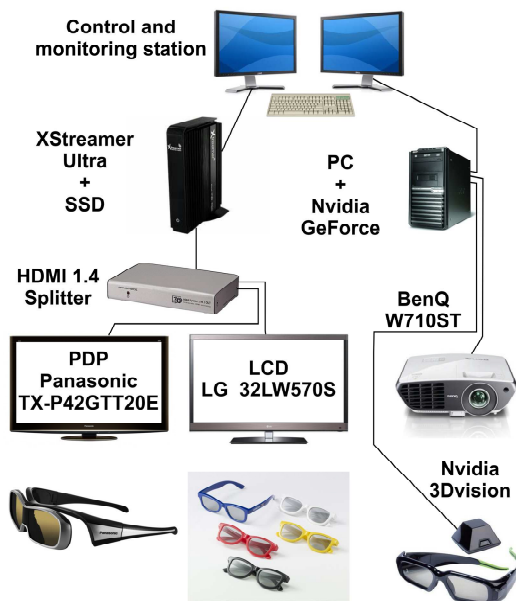 Control and
monitoring station
XStreamer
Ultra
+
SSD
PC
+
Nvidia
GeForce
HDMI 1.4
Splitter
BenQ
W710ST
PDP
Panasonic
TX-P42GTT20E
LCD
LG 32LW570S
Nvidia
3Dvision